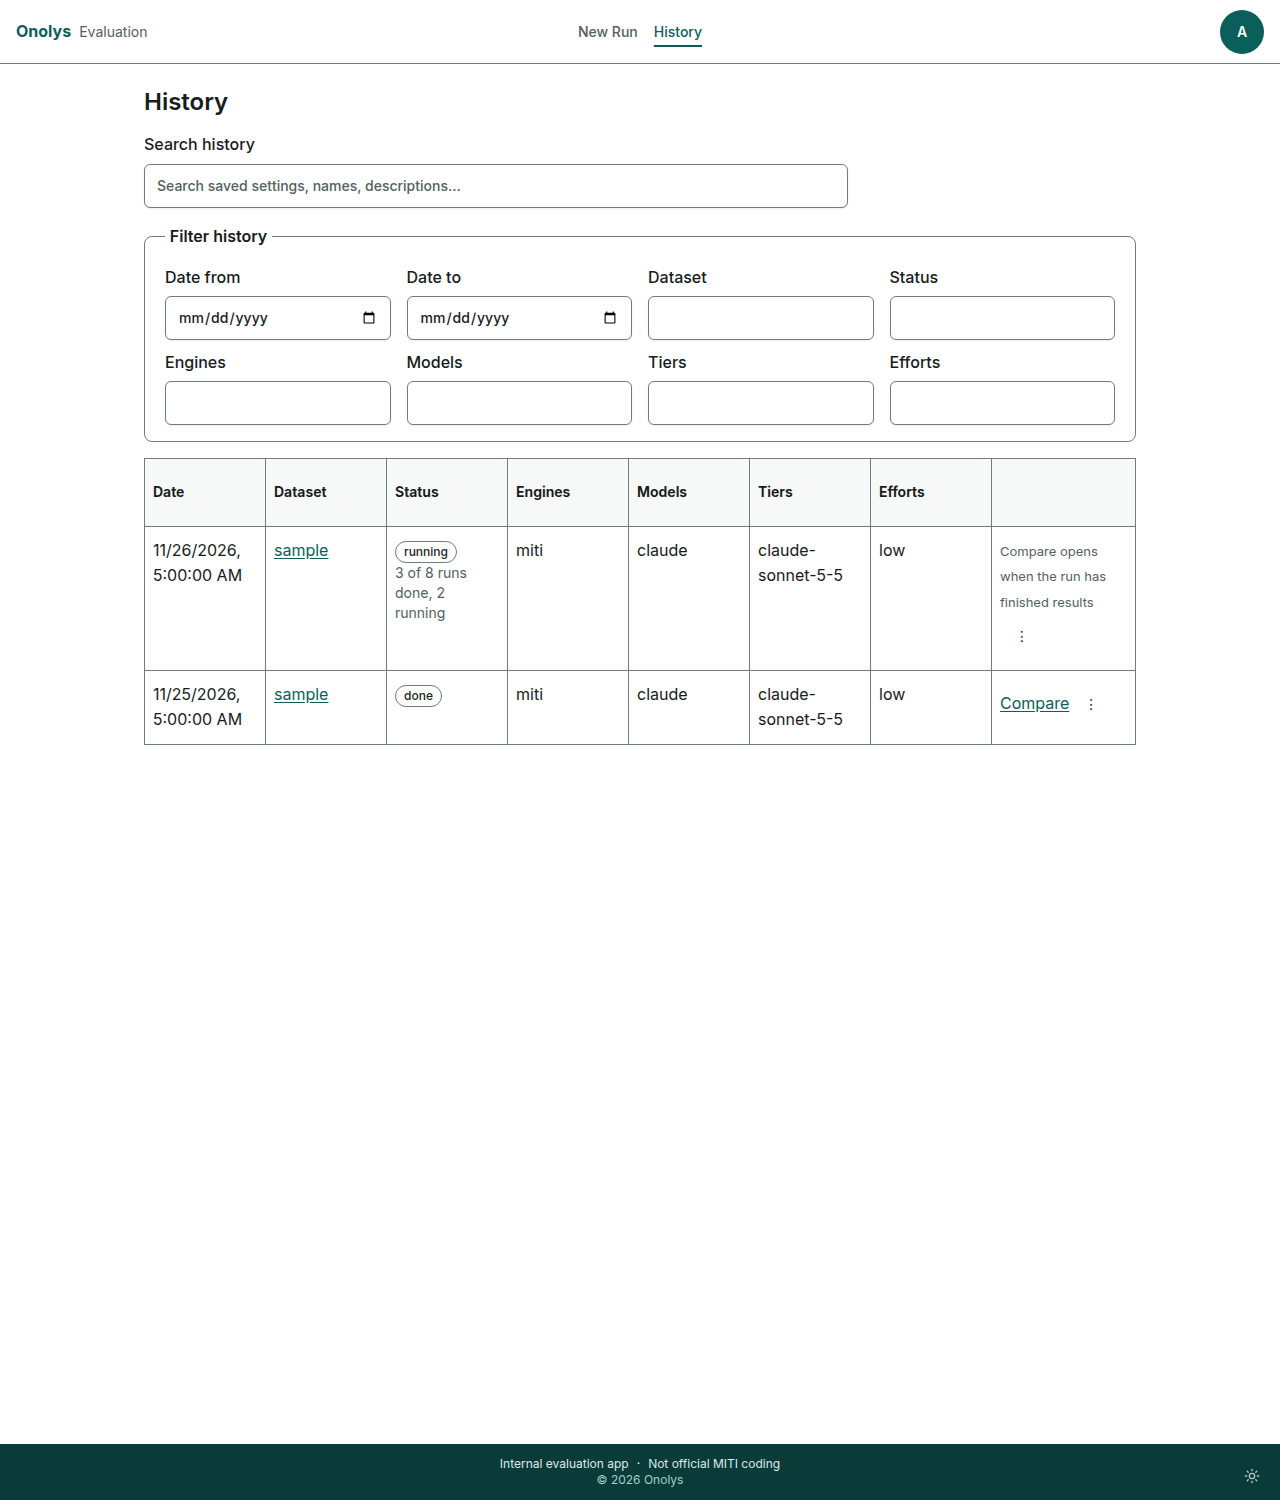 Onolys Evaluation
New Run History
A
History
Search history
Search saved settings, names, descriptions...
Filter history
Date from Date to Dataset Status
mm/dd/yyyy mm/dd/yyyy
Engines Models Tiers Efforts
Date Dataset Status Engines Models Tiers Efforts
11/26/2026, 5:00:00 AM
sample
running
3 of 8 runs
done, 2
running
miti
claude
claude-
sonnet-5-5
low
Compare opens
when the run has
finished results
⋮
11/25/2026,
5:00:00 AM
sample
done
miti
claude
claude-
sonnet-5-5
low
Compare ⋮
Internal evaluation app · Not official MITI coding
© 2026 Onolys